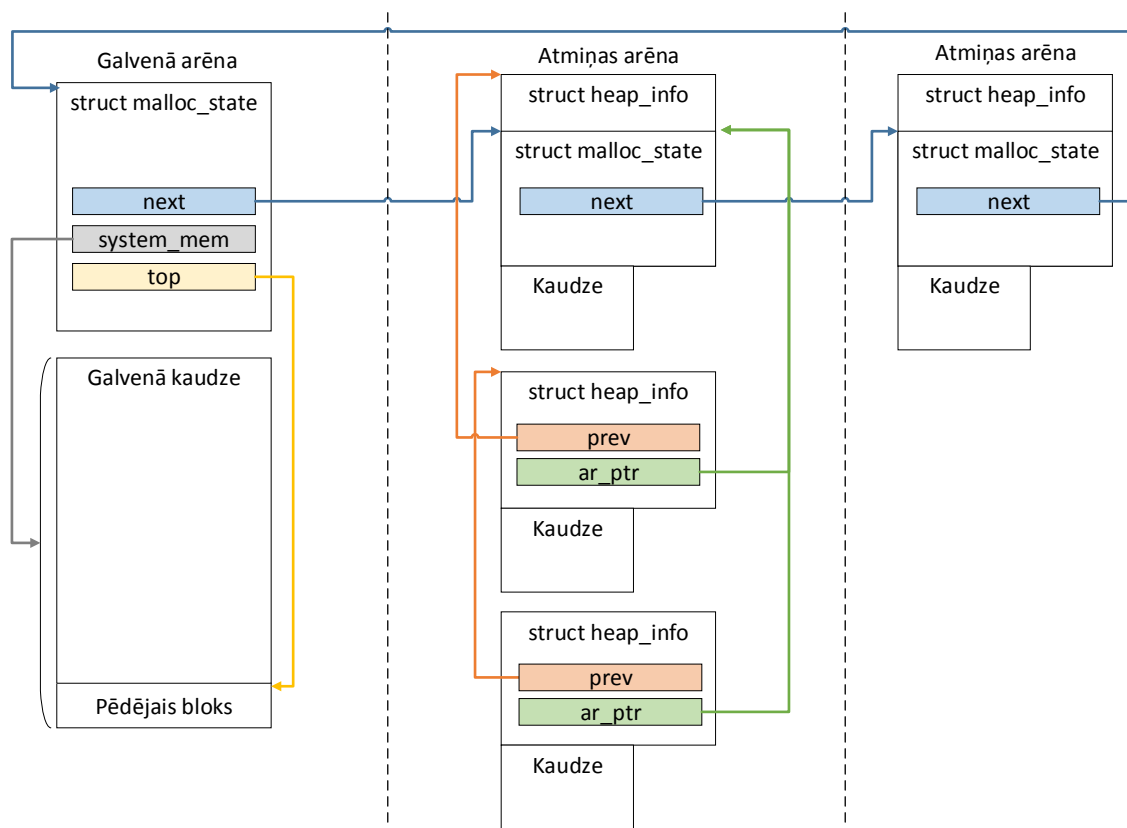 Galvenā arēna
struct malloc_state
next
system_mem
top
Galvenā kaudze
Pēdējais bloks
Atmiņas arēna
struct heap_info
struct malloc_state
next
Kaudze
struct heap_info
prev
ar_ptr
Kaudze
struct heap_info
prev
ar_ptr
Kaudze
Atmiņas arēna
struct heap_info
struct malloc_state
next
Kaudze